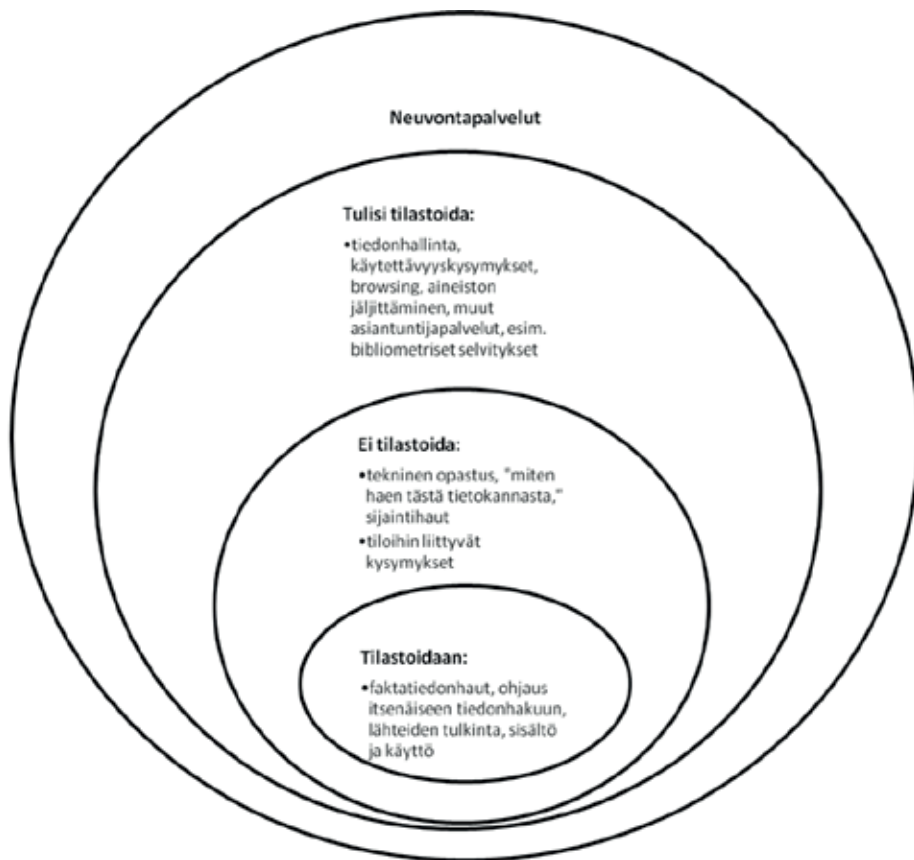 Neuvontapalvelut
Tulisi tilastoida:
•tiedonhallinta,
käytettävyyskysymykset,
browsing, aineiston
jäljittäminen, muut
asiantuntijapalvelut, esim.
bibliometriset selvitykset
Ei tilastoida:
•tekninen opastus, "miten
haen tästä tietokannasta,"
sijaintihaut
•tiloihin liittyvät
kysymykset
Tilastoidaan:
•faktatiedonhaut, ohjaus
itsenäiseen tiedonhakuun,
lähteiden tulkinta, sisältö
ja käyttö